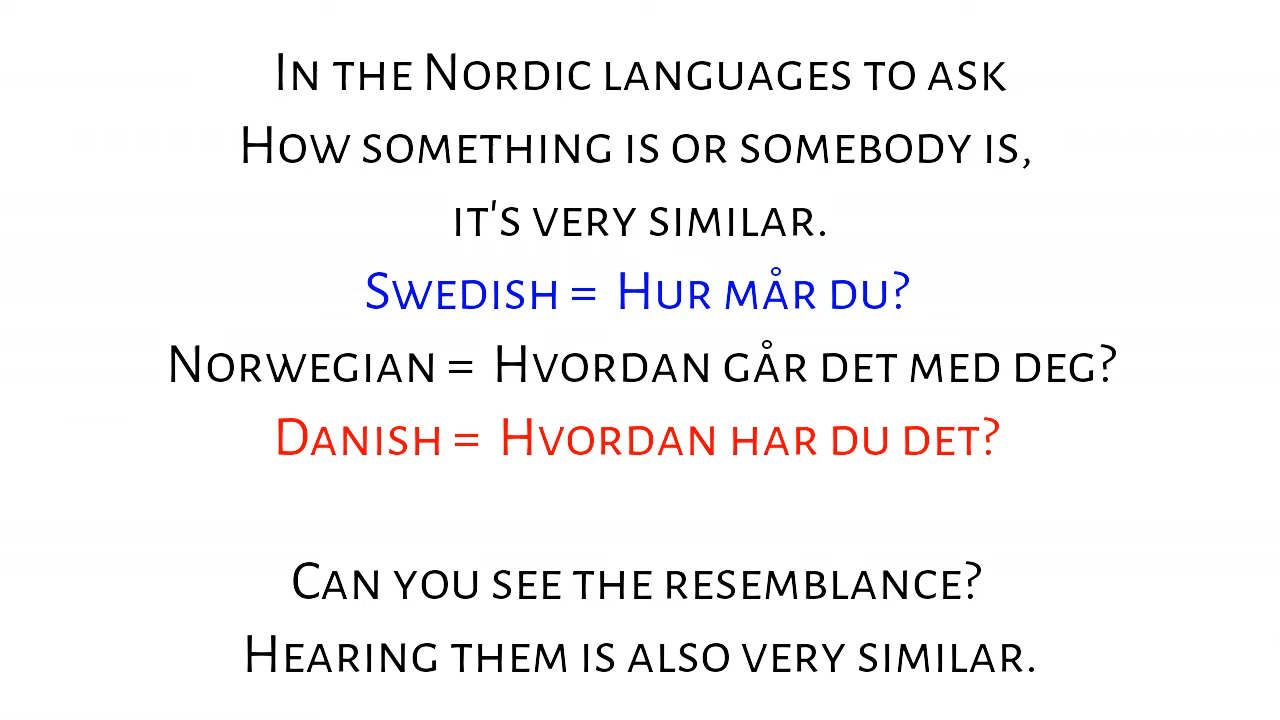 In the Nordic languages to ask
How something is or somebody is,
it's very similar.
Swedish = Hur mår du?
Norwegian = Hvordan går det med deg?
Danish = Hvordan har du det?
Can you see the resemblance?
Hearing them is also very similar.